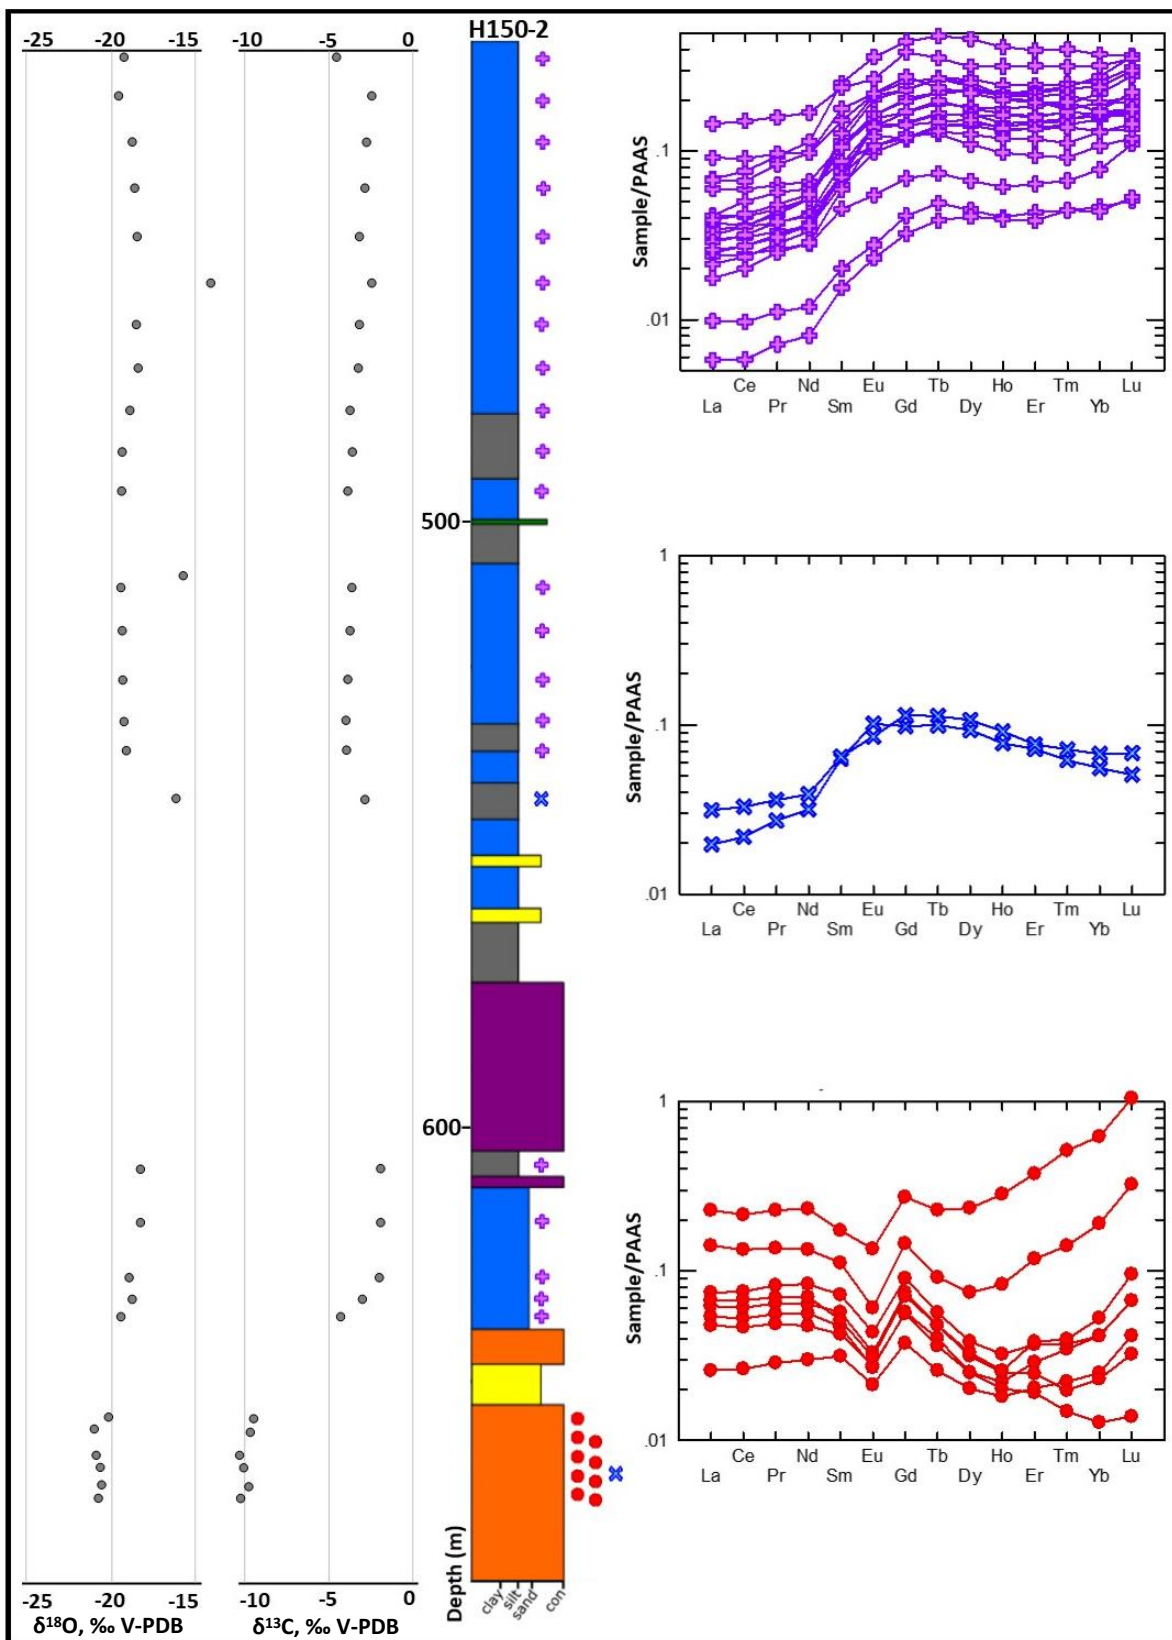 H150-2
-25 -20 -15 -10 -5 0
Sample/PAAS
.1
.01
Ce Nd Eu Tb Ho Tm Lu
La Pr Sm Gd Dy Er Yb
500
1
Sample/PAAS
.1
.01
Ce Nd Eu Tb Ho Tm Lu
La Pr Sm Gd Dy Er Yb
600
1
Sample/PAAS
.1
.01
Ce Nd Eu Tb Ho Tm Lu
La Pr Sm Gd Dy Er Yb
Depth (m)
clay silt sand con
-25 -20 -15 -10 -5 0
δ18O, ‰ V-PDB δ13C, ‰ V-PDB